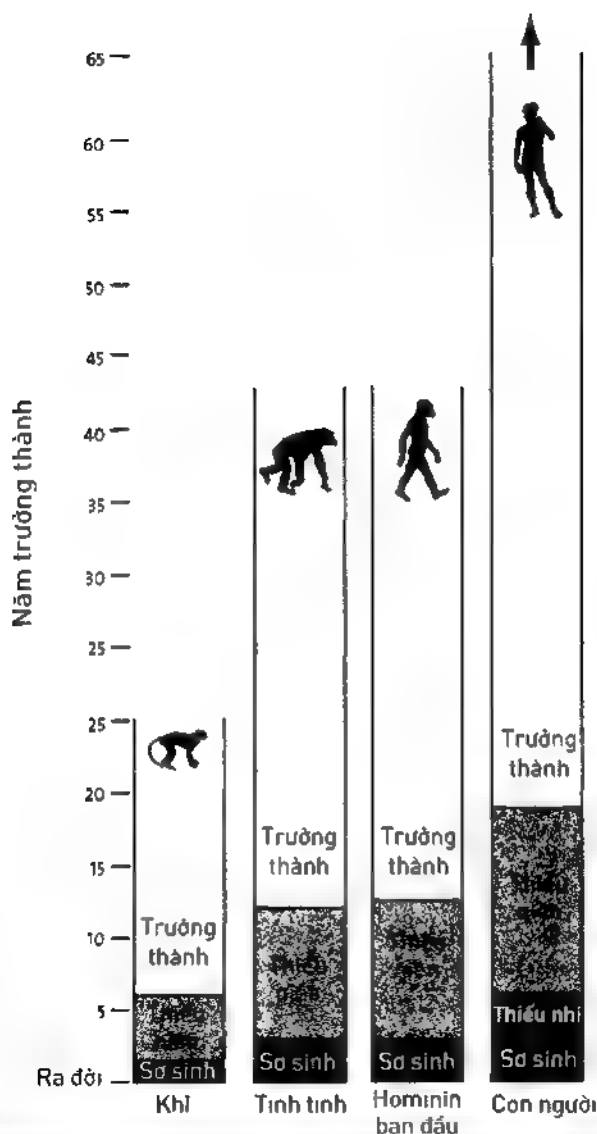 65
60
55
50
45
40
35
30
25
20
15
10
5
Ra đời
Năm trưởng thành
Trưởng
thành
Sơ sinh
Khỉ
Trưởng
thành
Sơ sinh
Tinh tinh
Trưởng
thành
Sơ sinh
Hominin
ban đầu
Trưởng
thành
Thiếu nhi
Sơ sinh
Con người